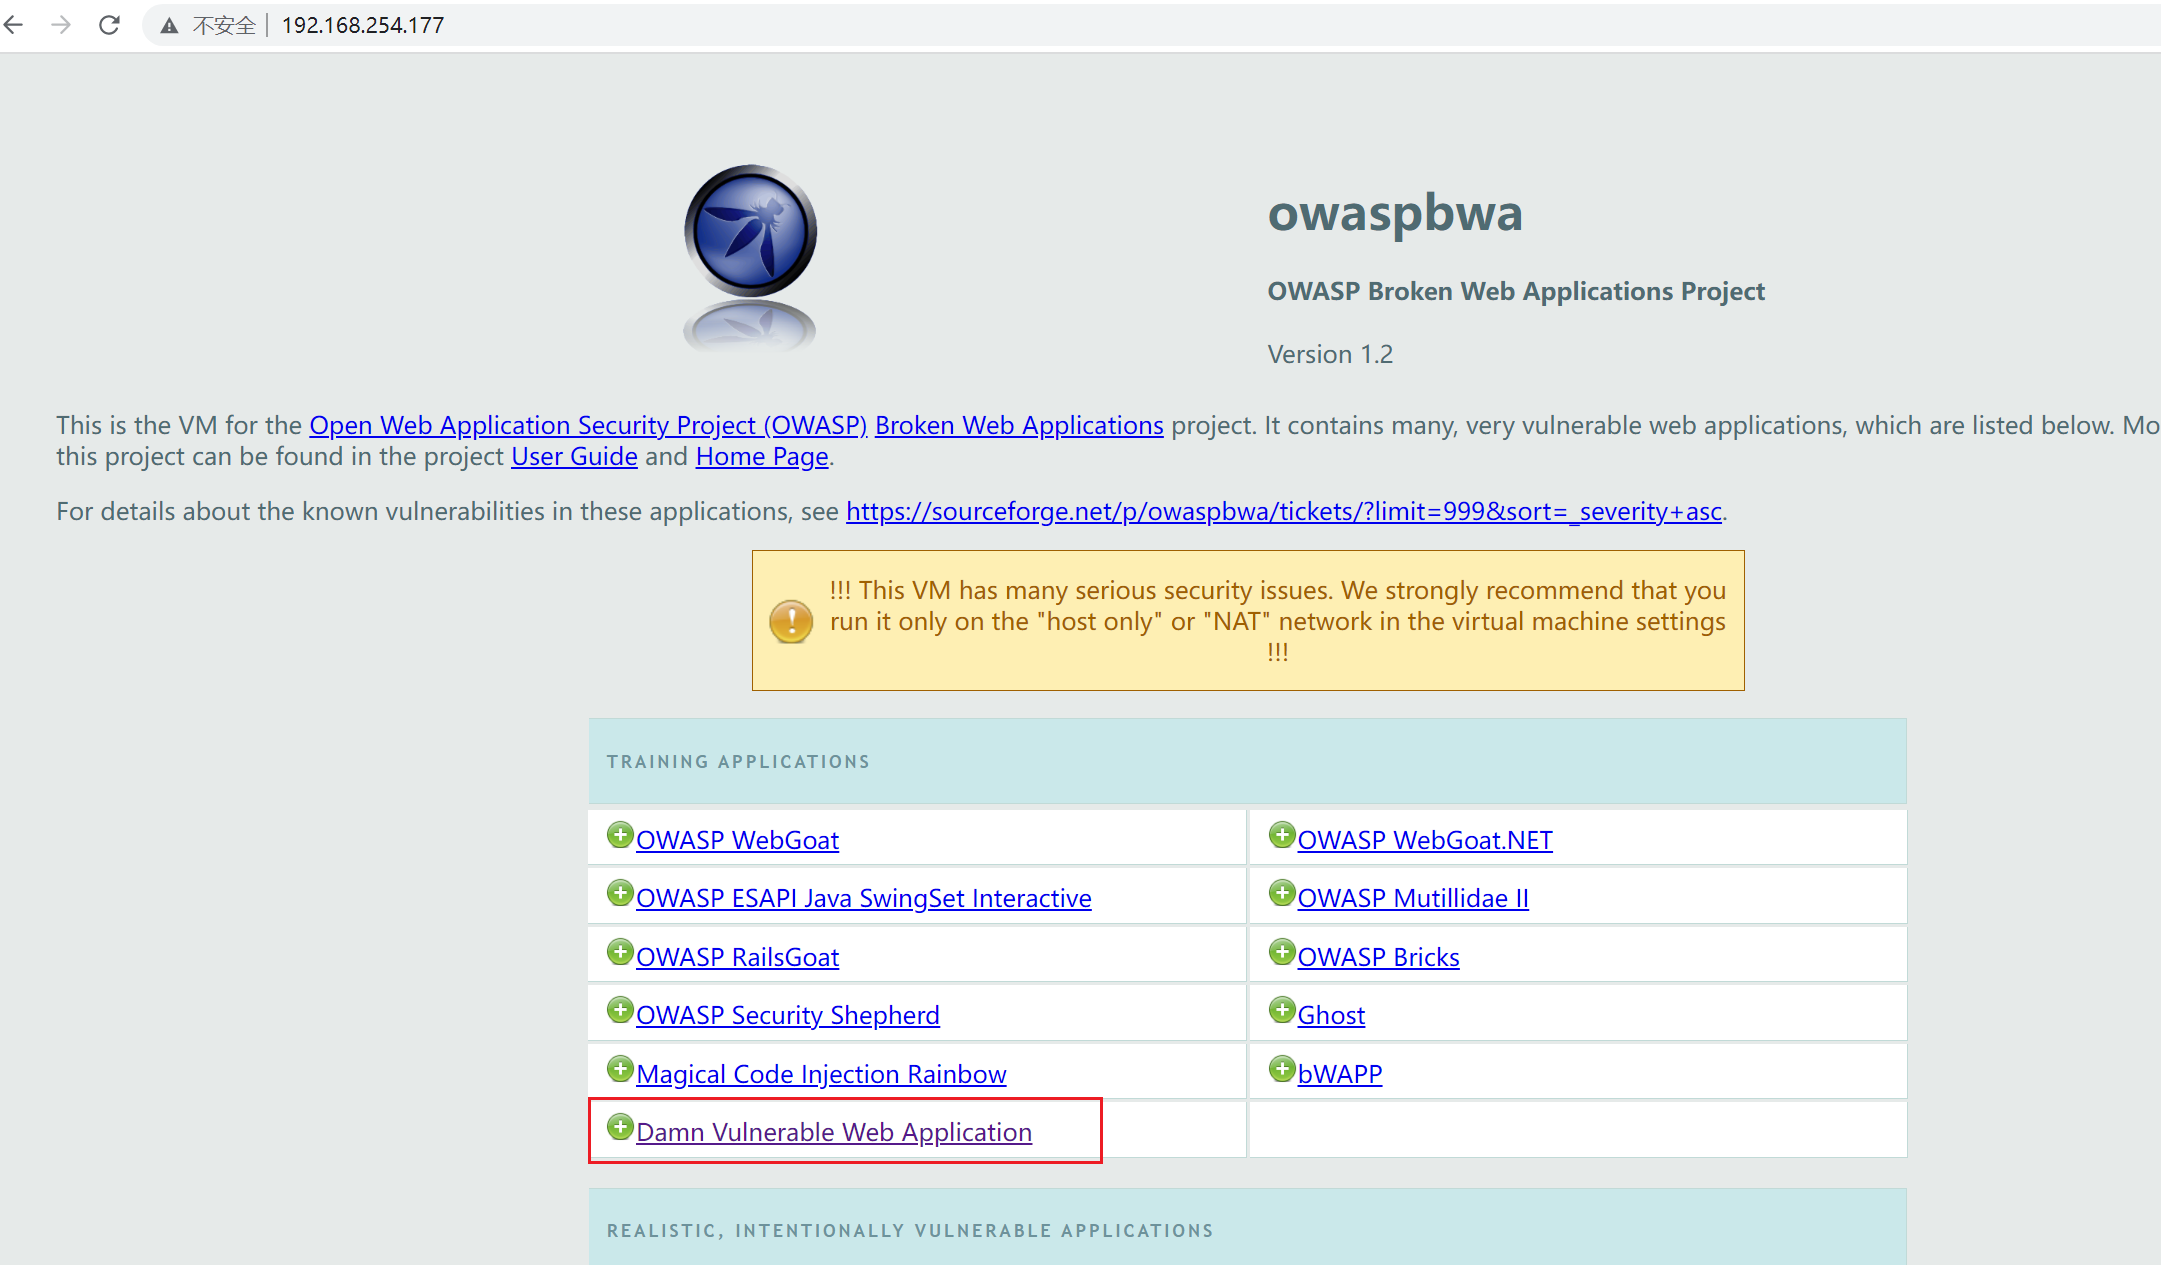 不安全 192.168.254.177
owaspbwa
OWASP Broken Web Applications Project
Version 1.2
This is the VM for the Open Web Application Security Project (OWASP) Broken Web Applications project. It contains many, very vulnerable web applications, which are listed below. Mo
this project can be found in the project User Guide and Home Page.
For details about the known vulnerabilities in these applications, see https://sourceforge.net/p/owaspbwa/tickets/?limit=999&sort=_severity+asc.
!!! This VM has many serious security issues. We strongly recommend that you
run it only on the "host only" or "NAT" network in the virtual machine settings
!!!
TRAINING APPLICATIONS
OWASP WebGoat
OWASP WebGoat.NET
OWASP ESAPI Java SwingSet Interactive
OWASP Mutillidae II
OWASP RailsGoat
OWASP Bricks
OWASP Security Shepherd
Ghost
Magical Code Injection Rainbow
bWAPP
Damn Vulnerable Web Application
REALISTIC, INTENTIONALLY VULNERABLE APPLICATIONS